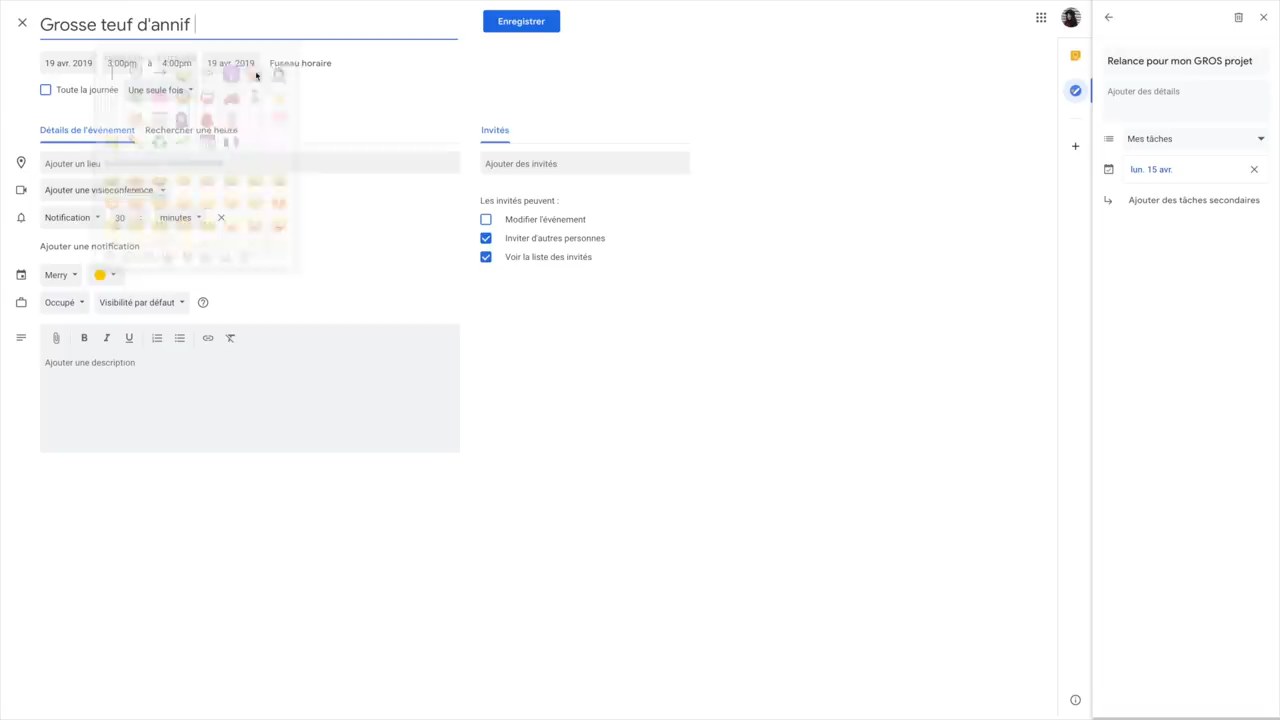 Grosse teuf d'annif
Enregistrer
19 avr. 2019 3:00pm à 4:00pm 19 avr. 2019 Fuseau horaire
Toute la journée Une seule fois
Détails de l'événement Rechercher une heure
Ajouter un lieu
Ajouter une visioconférence
Notification 30 minutes
Ajouter une notification
Merry
Occupé Visibilité par défaut
B I U
Ajouter une description
Invités
Ajouter des invités
Les invités peuvent :
Modifier l'événement
Inviter d'autres personnes
Voir la liste des invités
Relance pour mon GROS projet
Ajouter des détails
Mes tâches
lun. 15 avr.
Ajouter des tâches secondaires